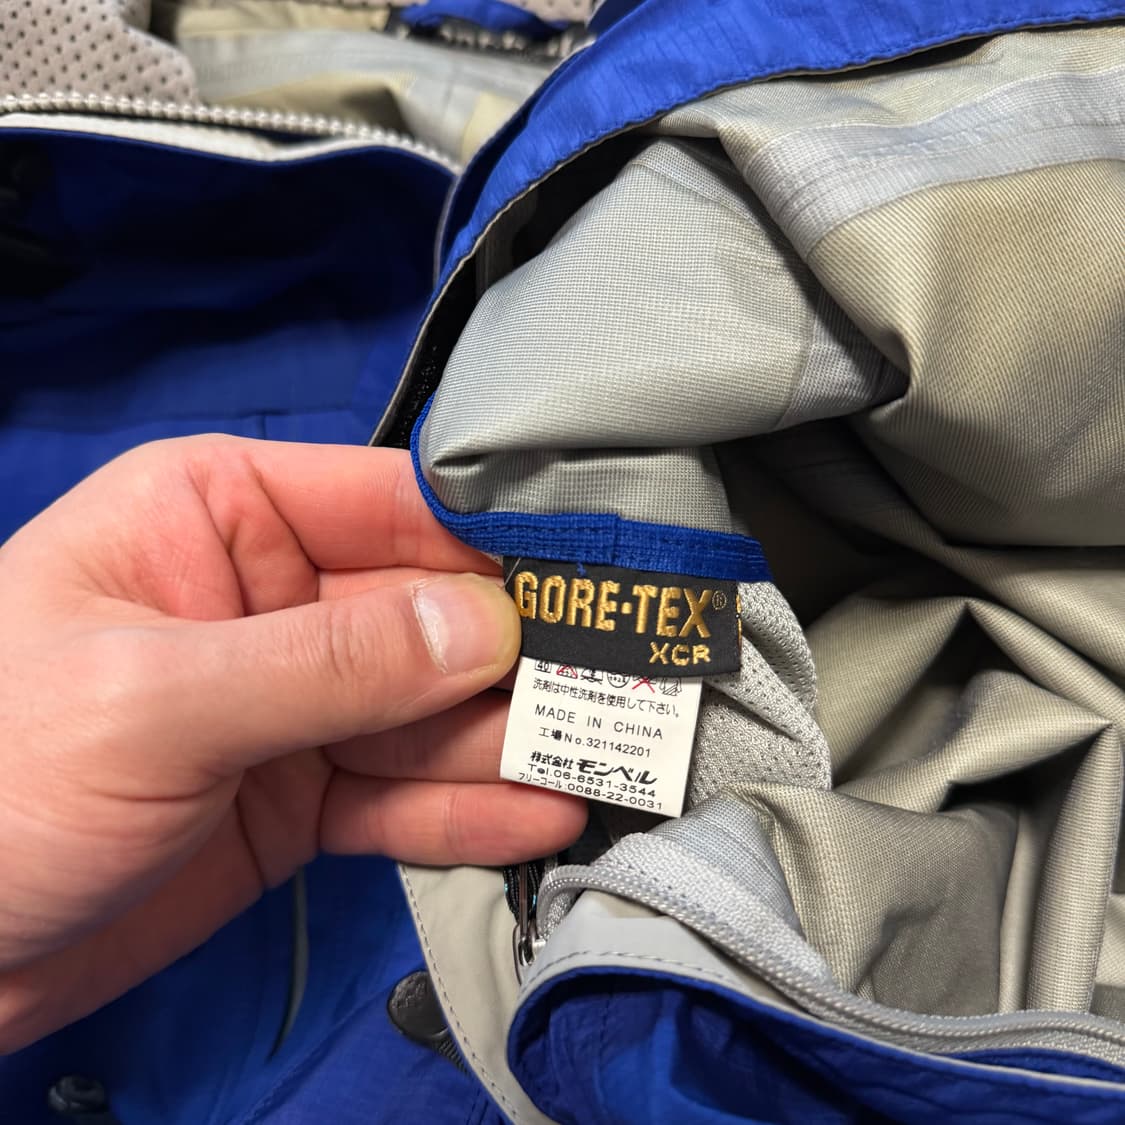 GORE-TEX®
XCR
40
洗剤は中性洗剤を使用して下さい。
MADE IN CHINA
工場No.321142201
株式会社モンベル
Tel.06-6531-3544
フリーコール:0088-22-0031